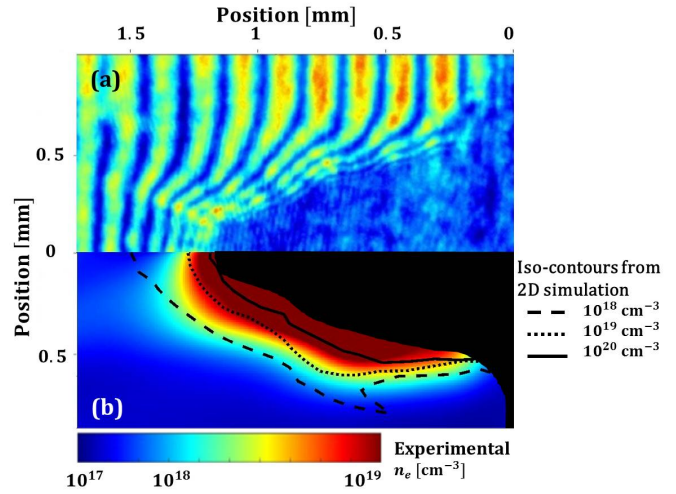 Position [mm]
1.5 1 0.5 0
(a)
0.5
0
Position [mm]
0.5
(b)
Iso-contours from
2D simulation
10¹⁸ cm⁻³
10¹⁹ cm⁻³
10²⁰ cm⁻³
10¹⁷ 10¹⁸ 10¹⁹
Experimental
nₑ [cm⁻³]